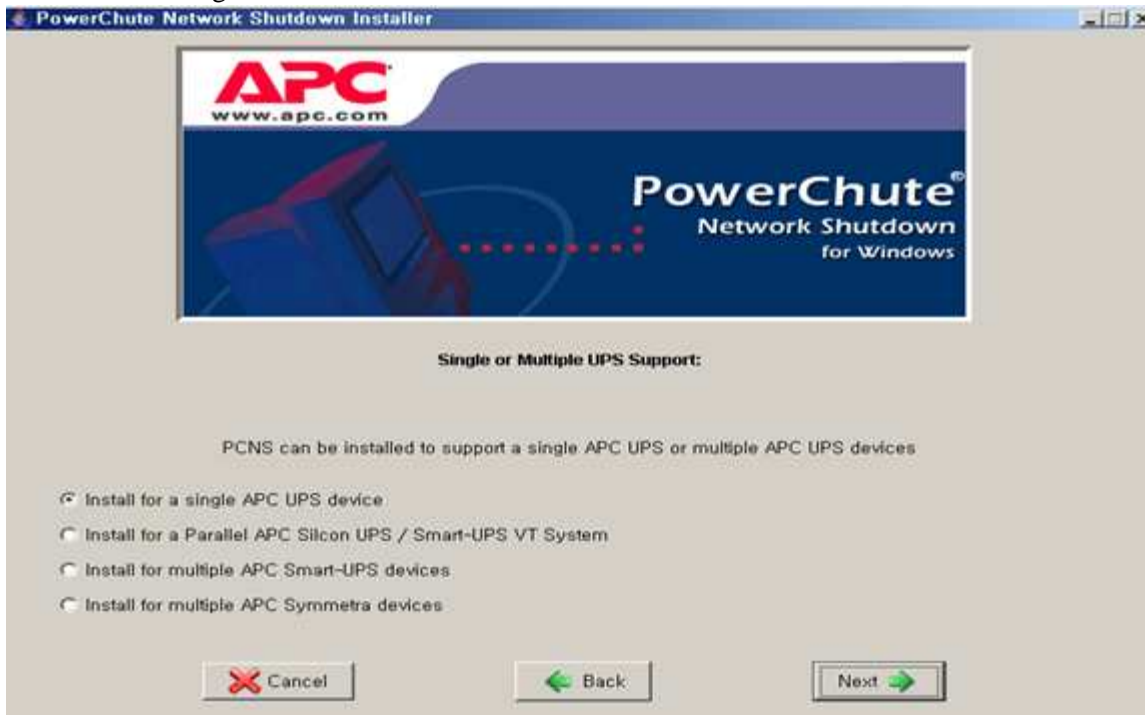 PowerChute Network Shutdown Installer
APC
www.apc.com
PowerChute®
Network Shutdown
for Windows
Single or Multiple UPS Support:
PCNS can be installed to support a single APC UPS or multiple APC UPS devices
Install for a single APC UPS device
Install for a Parallel APC Silcon UPS / Smart-UPS VT System
Install for multiple APC Smart-UPS devices
Install for multiple APC Symmetra devices
Cancel
Back
Next